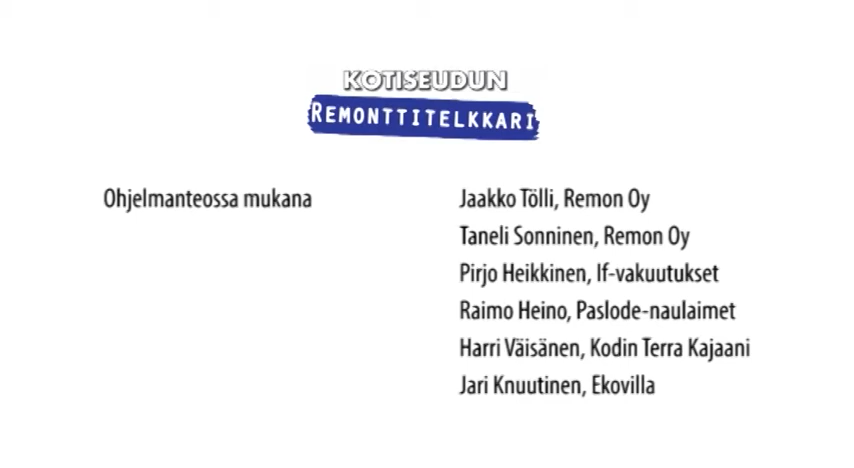 KOTISEUDUN
REMONTTITELKKARI
Ohjelmanteossa mukana
Jaakko Tölli, Remon Oy
Taneli Sonninen, Remon Oy
Pirjo Heikkinen, If-vakuutukset
Raimo Heino, Paslode-naulaimet
Harri Väisänen, Kodin Terra Kajaani
Jari Knuutinen, Ekovilla